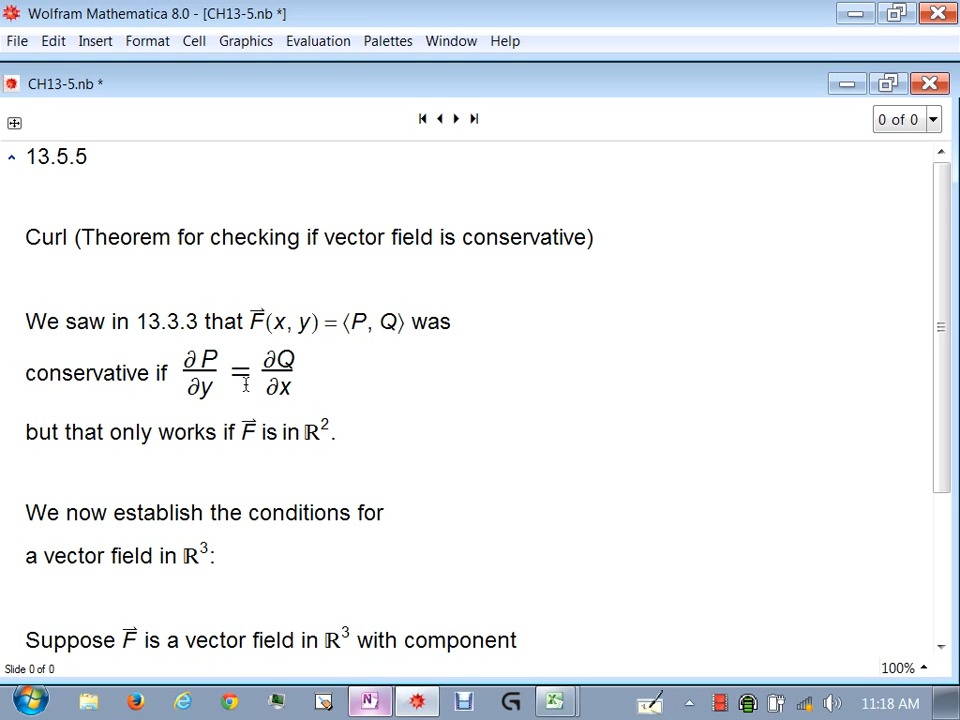 Wolfram Mathematica 8.0 - [CH13-5.nb *]
File Edit Insert Format Cell Graphics Evaluation Palettes Window Help
CH13-5.nb *
0 of 0
13.5.5
Curl (Theorem for checking if vector field is conservative)
We saw in 13.3.3 that F⃗(x, y) = ⟨P, Q⟩ was
conservative if ∂P/∂y = ∂Q/∂x
but that only works if F⃗ is in ℝ².
We now establish the conditions for
a vector field in ℝ³:
Suppose F⃗ is a vector field in ℝ³ with component
Slide 0 of 0
100%
11:18 AM